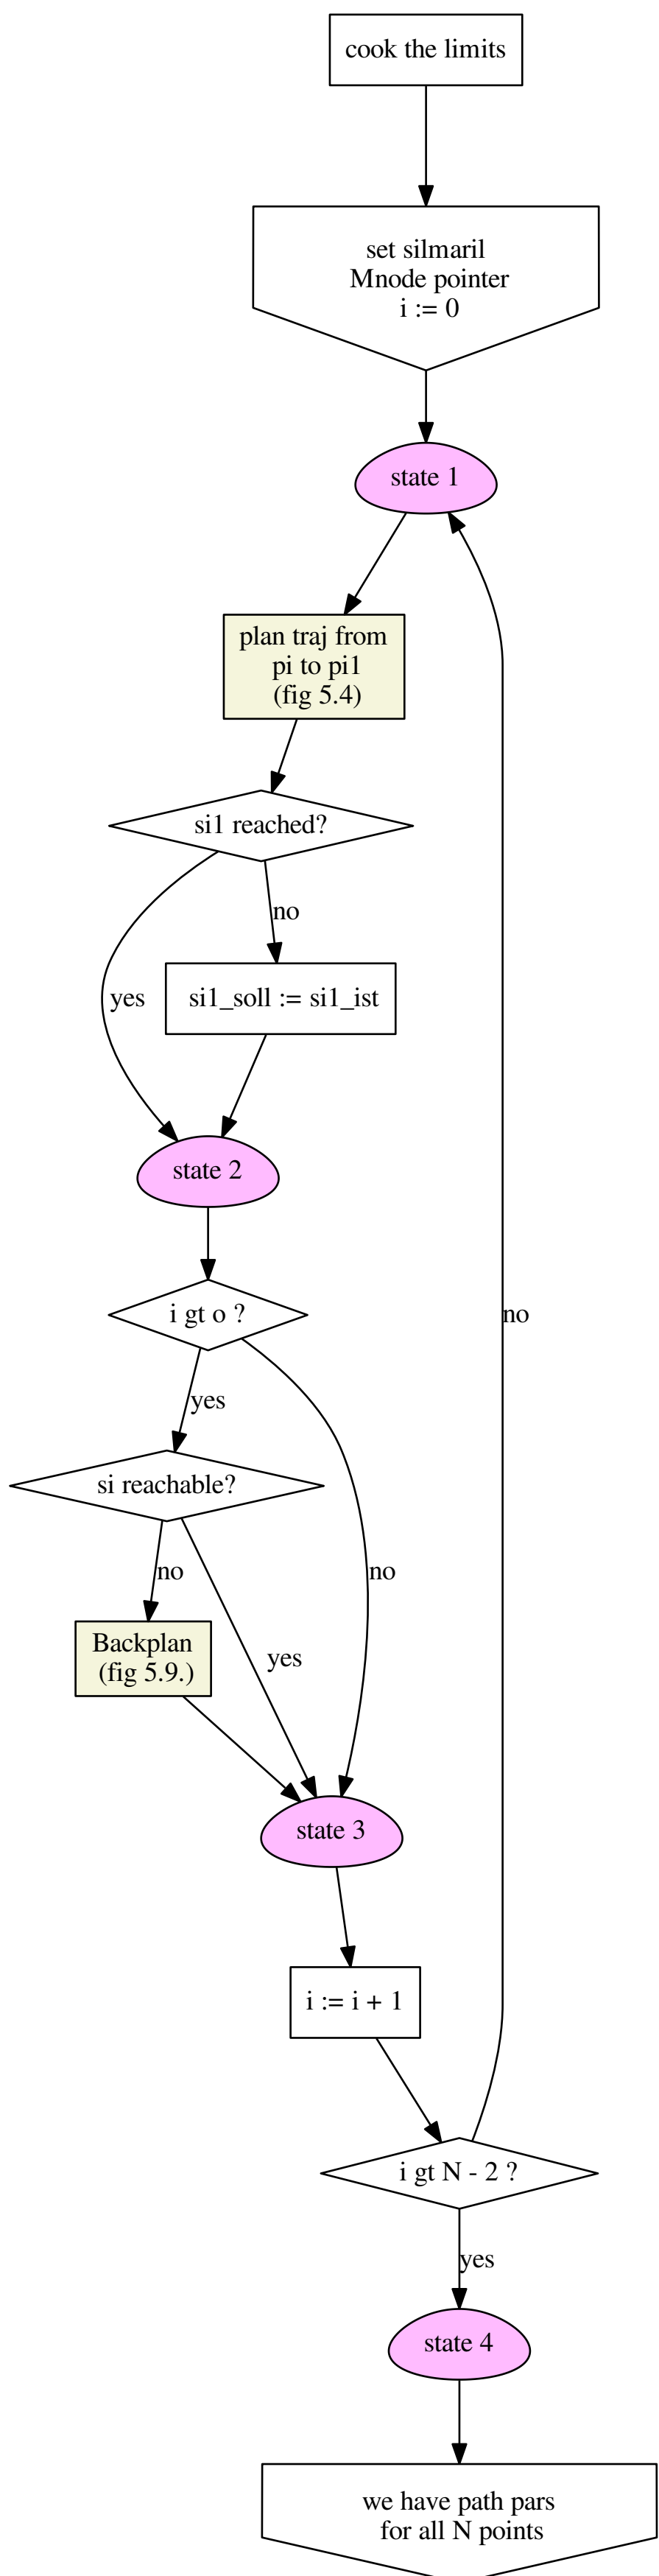 cook the limits
set silmaril
Mnode pointer
i := 0
state 1
plan traj from
pi to pi1
(fig 5.4)
si1 reached?
no
si1_soll := si1_ist
yes
state 2
i gt o ?
no
yes
si reachable?
no
no
Backplan
(fig 5.9.)
yes
state 3
i := i + 1
i gt N - 2 ?
yes
state 4
we have path pars
for all N points